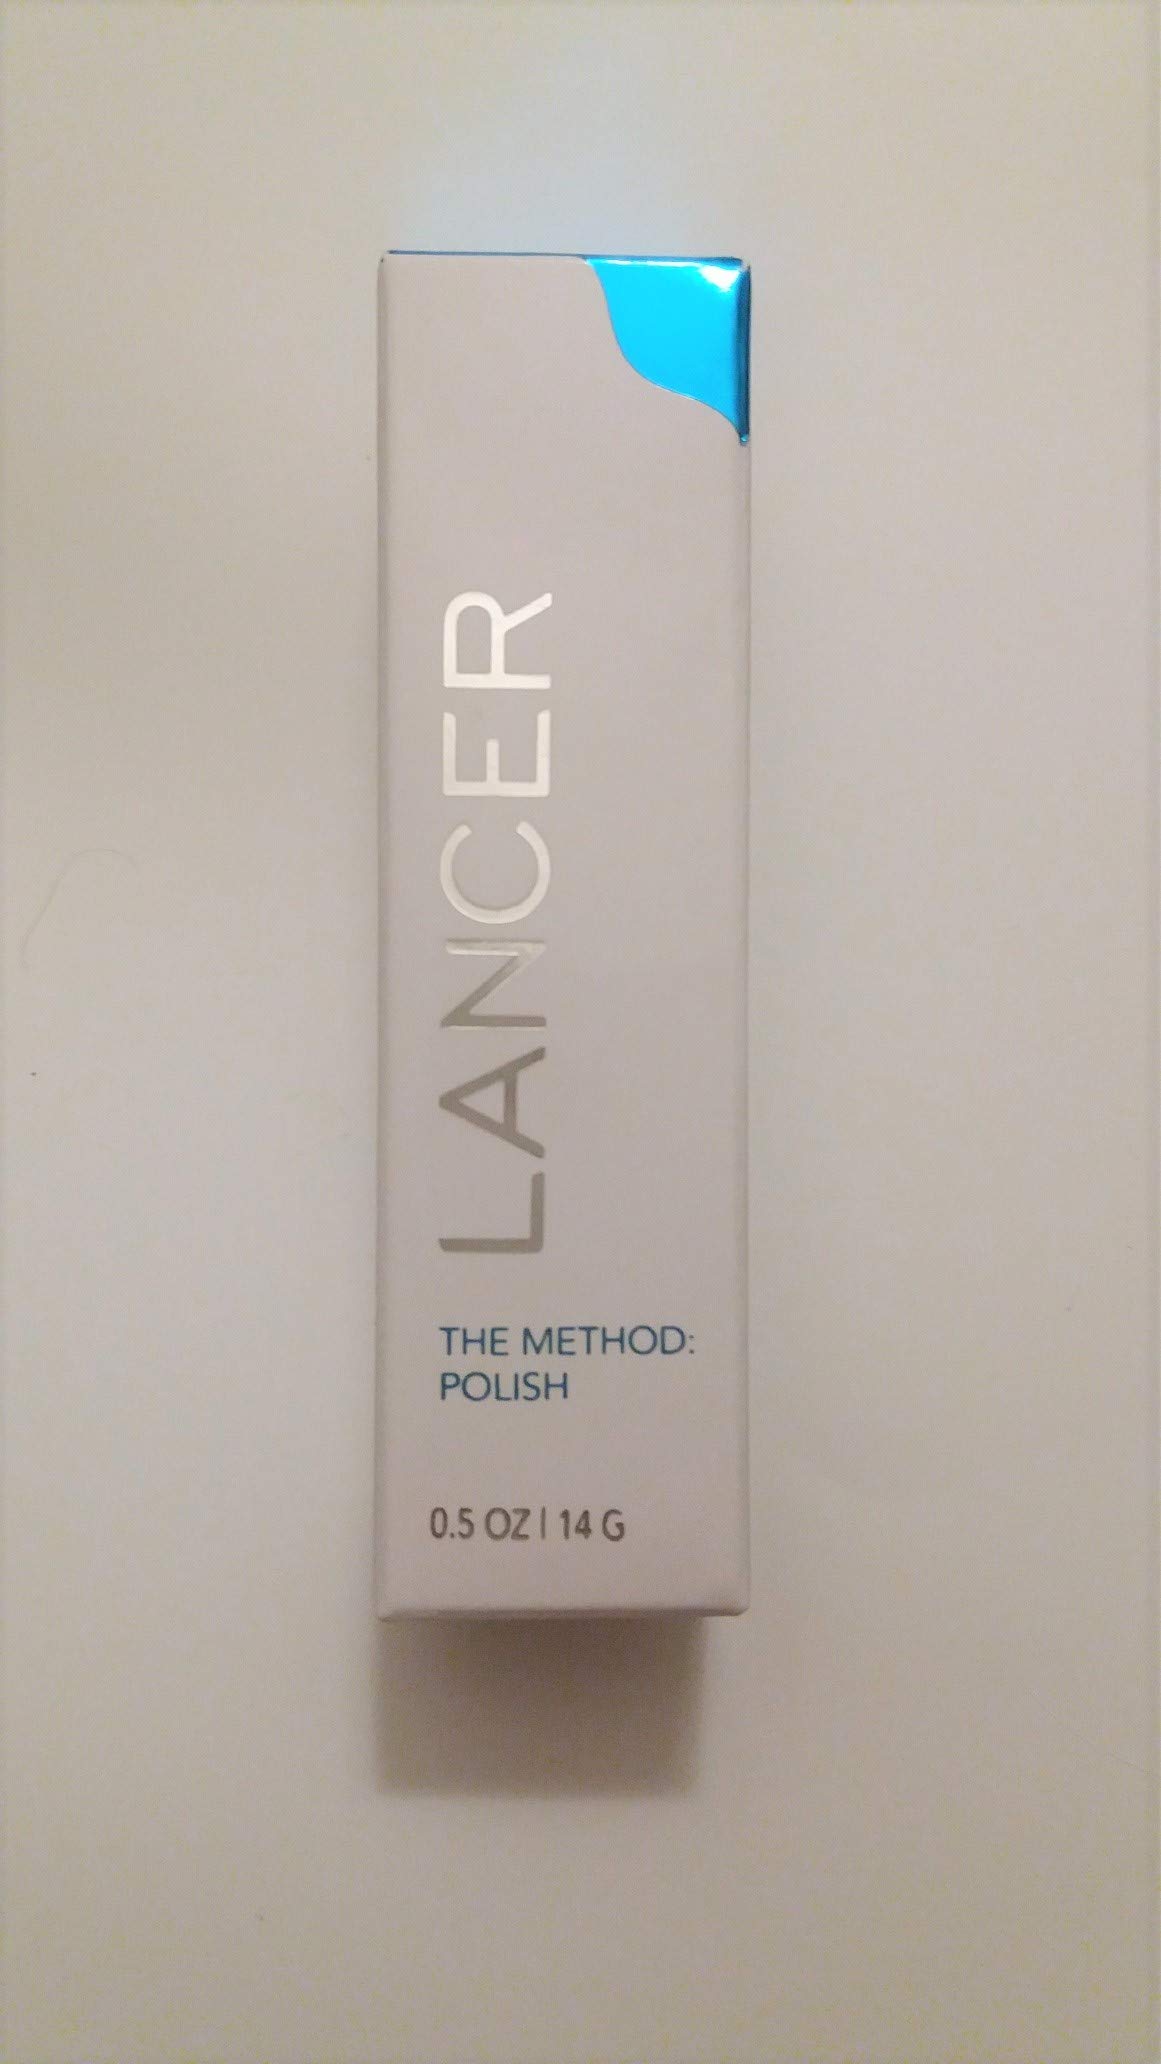 LANCER
THE METHOD:
POLISH
0.5 OZ | 14 G